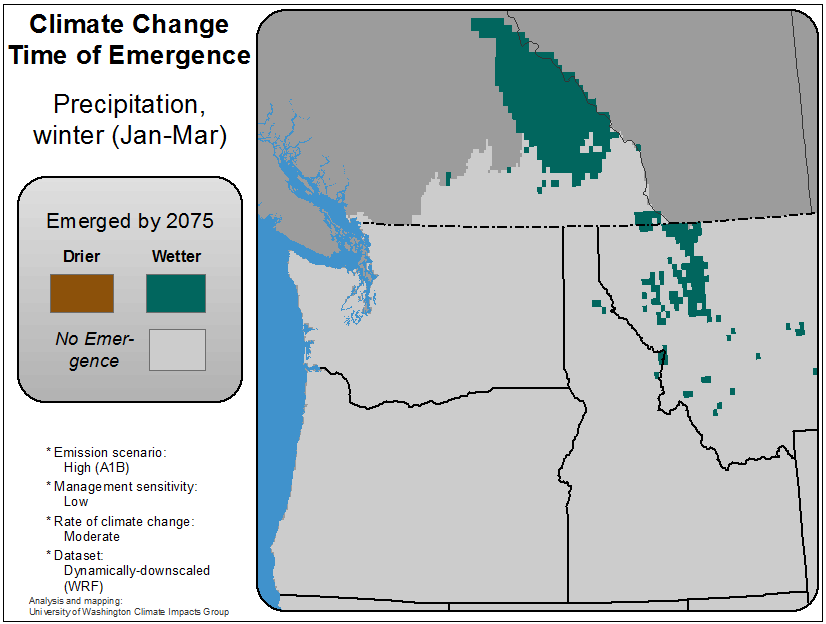 Climate Change
Time of Emergence
Precipitation,
winter (Jan-Mar)
Emerged by 2075
Drier Wetter
No Emer-
gence
* Emission scenario:
High (A1B)
* Management sensitivity:
Low
* Rate of climate change:
Moderate
* Dataset:
Dynamically-downscaled
(WRF)
Analysis and mapping:
University of Washington Climate Impacts Group